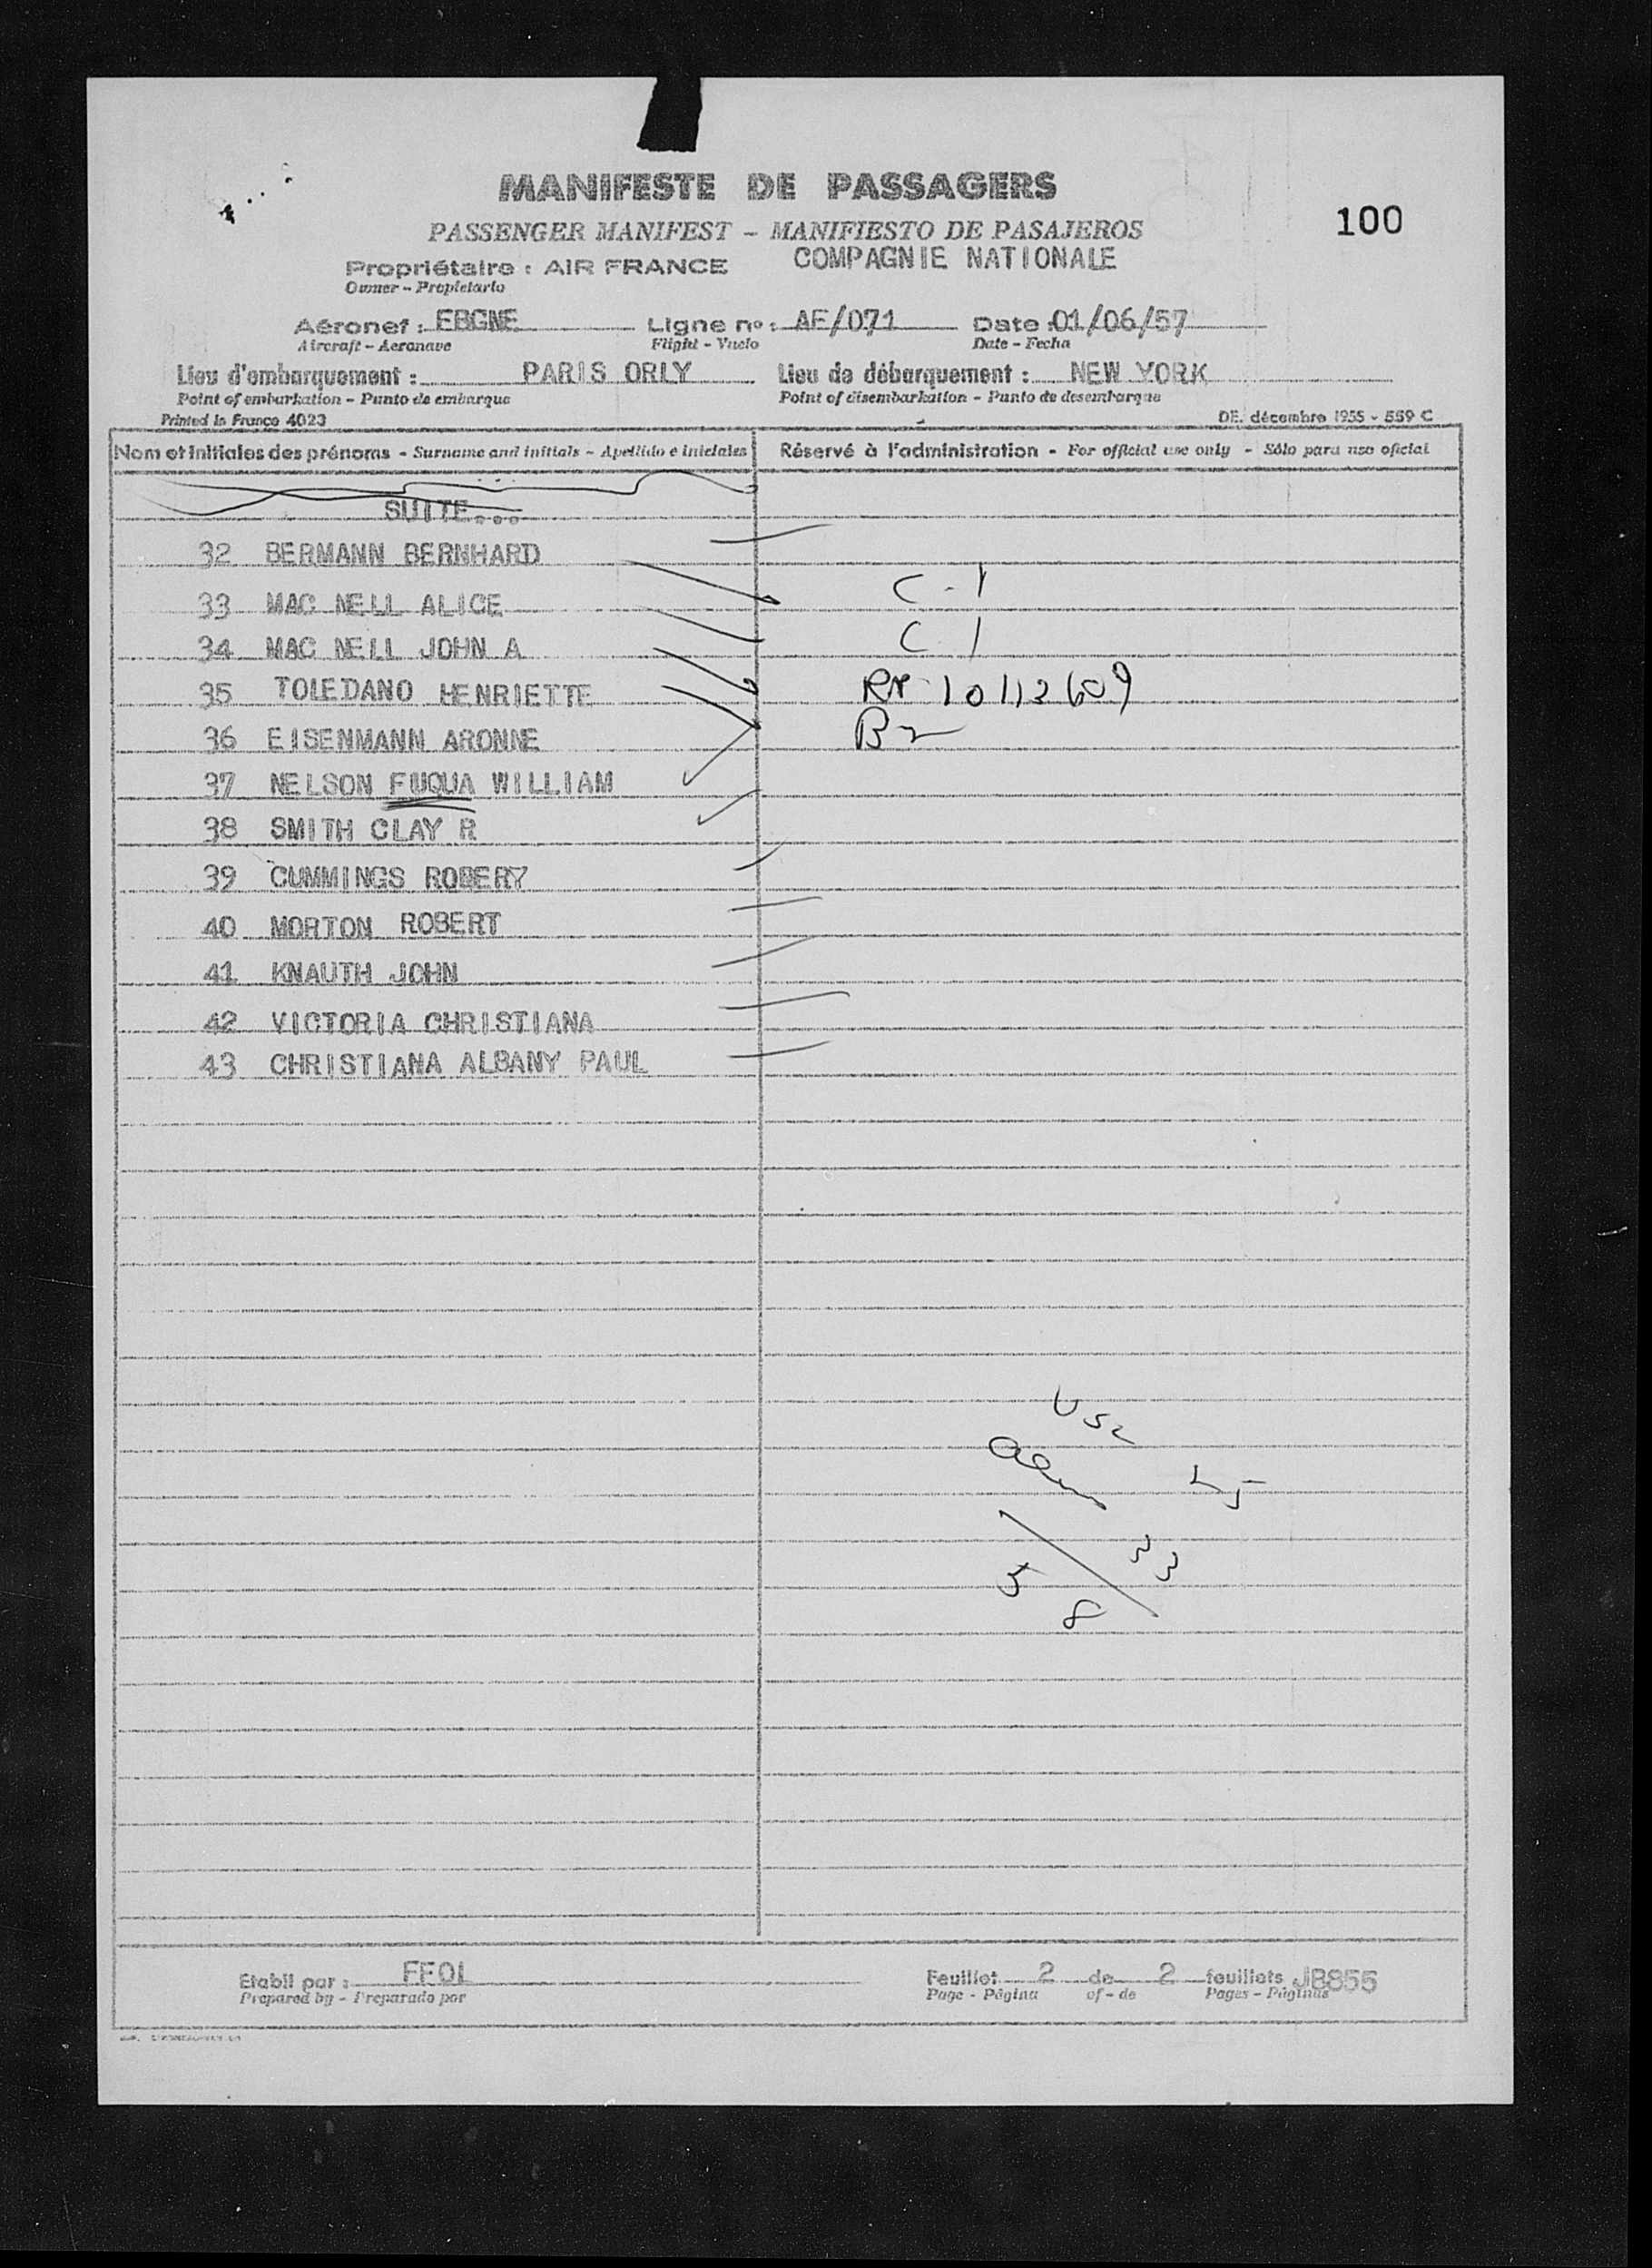 MANIFESTE DE PASSAGERS
PASSENGER MANIFEST - MANIFIESTO DE PASAJEROS
100
COMPAGNIE NATIONALE
Propriétaire : AIR FRANCE
Owner - Propietario
Aéronef : FBGNE Ligne nº : AF/071 Date : 01/06/57
Aircraft - Aeronave Flight - Vuelo Date - Fecha
Lieu d'embarquement : PARIS ORLY Lieu de débarquement : NEW YORK
Point of embarkation - Punto de embarque Point of disembarkation - Punto de desembarque
Printed in France 4023 DE. décembre 1955 - 559 C
Nom et initiales des prénoms - Surname and initials - Apellido e iniciales Réservé à l'administration - For official use only - Sólo para uso oficial
SUITE...
32 BERMANN BERNHARD
33 MAC NELL ALICE C-1
34 MAC NELL JOHN A C 1
35 TOLEDANO HENRIETTE 10112609
36 EISENMANN ARONNE B2
37 NELSON FUQUA WILLIAM
38 SMITH CLAY R
39 CUMMINGS ROBERY
40 MORTON ROBERT
41 KNAUTH JOHN
42 VICTORIA CHRISTIANA
43 CHRISTIANA ALBANY PAUL
USC
33
8
Etabli par : FFOL Feuillet 2 de 2 feuillets JB855
Prepared by - Preparado por Page - Página of - de Pages - Páginas